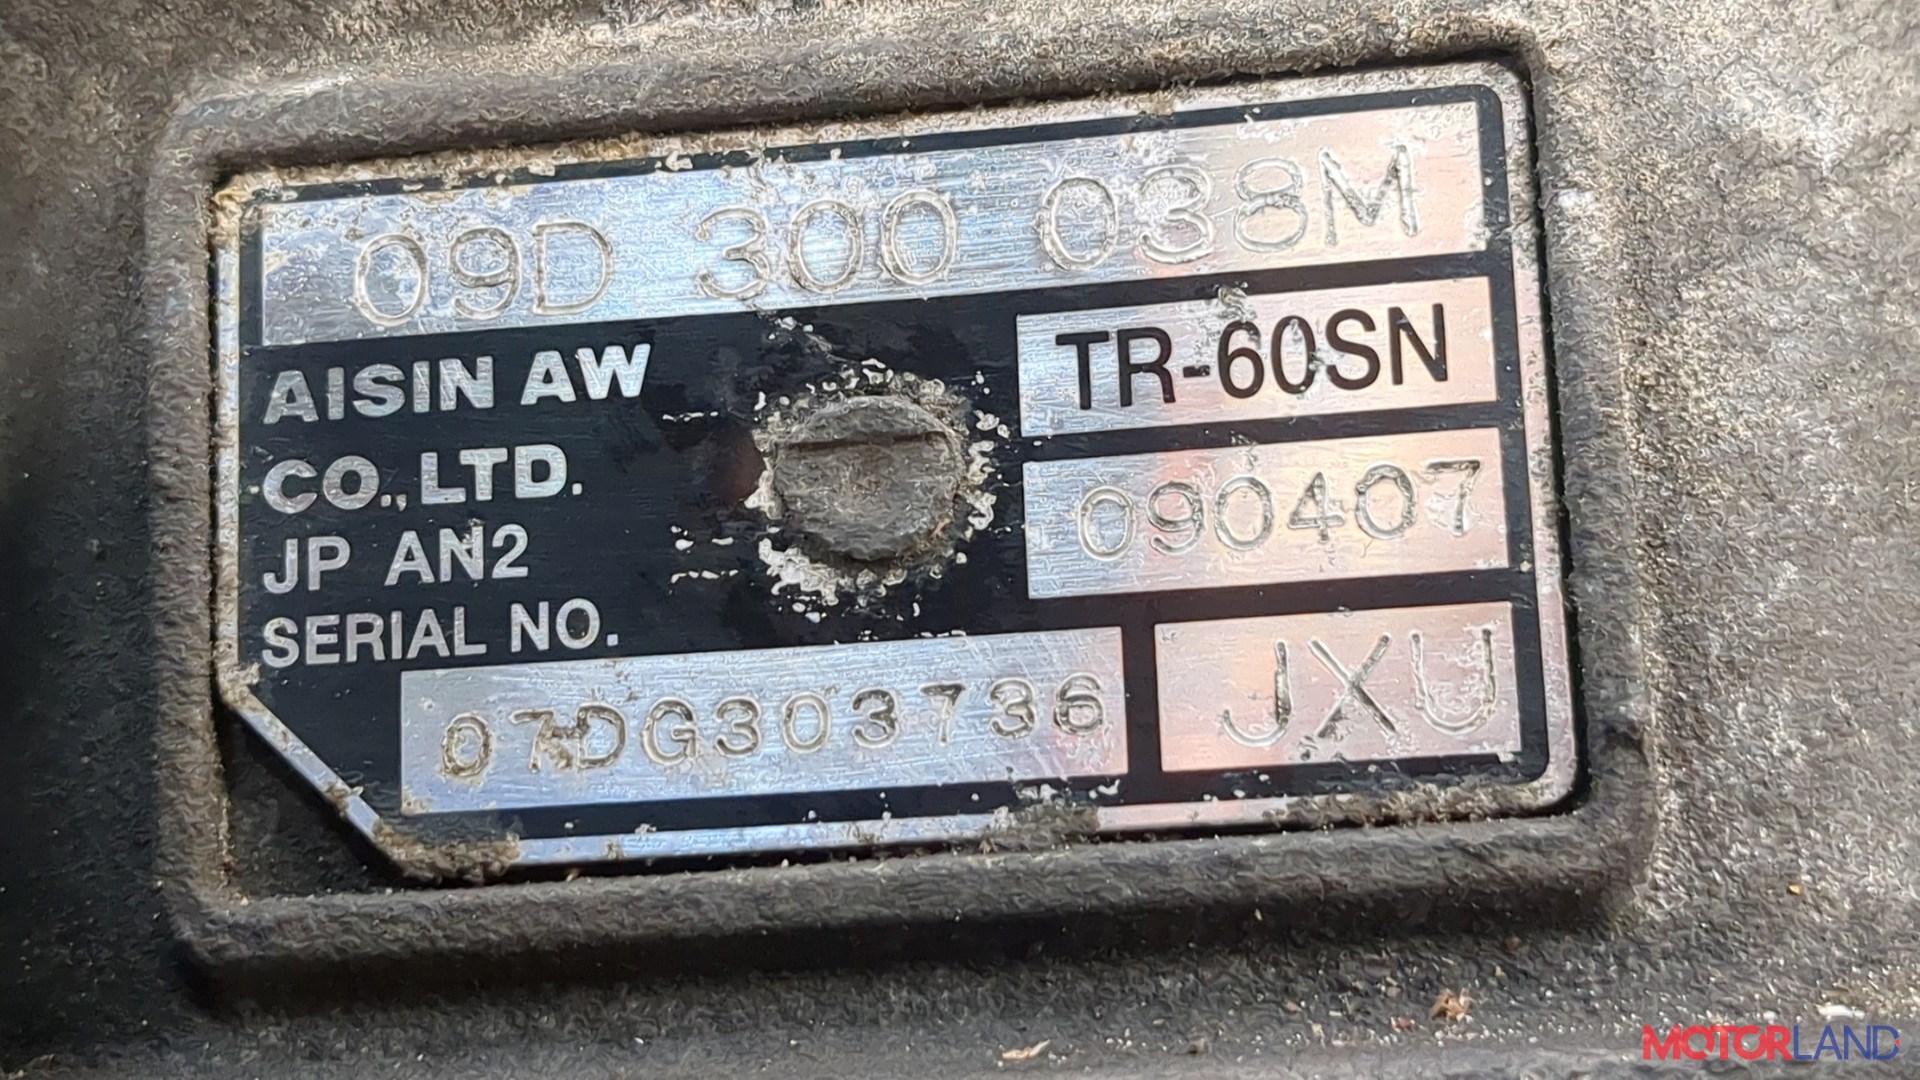 09D 300 038M
AISIN AW
CO.,LTD.
JP AN2
SERIAL NO.
TR-60SN
090407
07DG303736
JXU
MOTORLAND